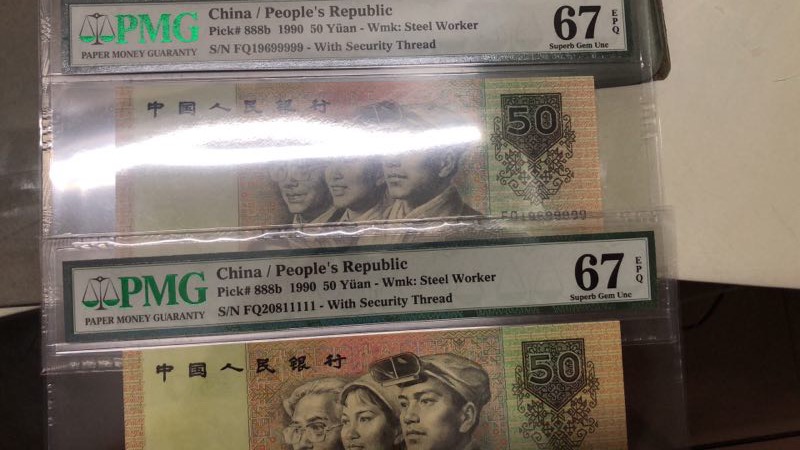 PMG
PAPER MONEY GUARANTY
China / People's Republic
Pick# 888b 1990 50 Yüan - Wmk: Steel Worker
S/N FQ19699999 - With Security Thread
67 EPQ
Superb Gem Unc
中国人民银行
50
FQ19699999
PMG
PAPER MONEY GUARANTY
China / People's Republic
Pick# 888b 1990 50 Yüan - Wmk: Steel Worker
S/N FQ20811111 - With Security Thread
67 EPQ
Superb Gem Unc
中国人民银行
50